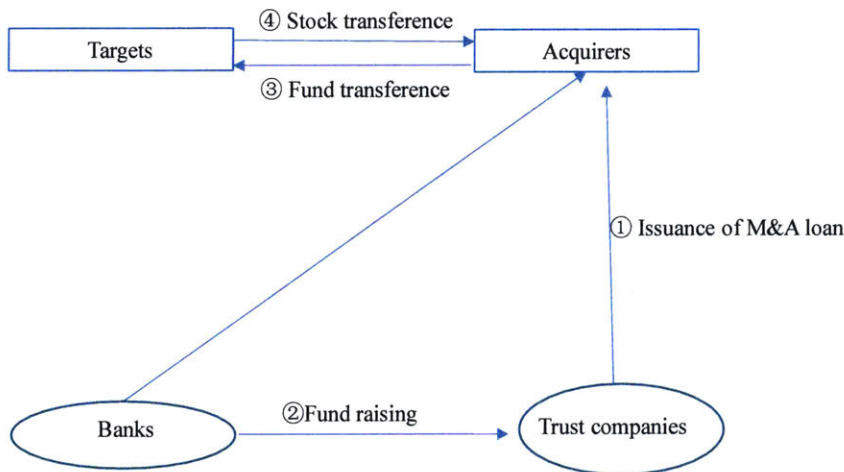 ④ Stock transference
Targets
Acquirers
③ Fund transference
① Issuance of M&A loan
②Fund raising
Banks
Trust companies